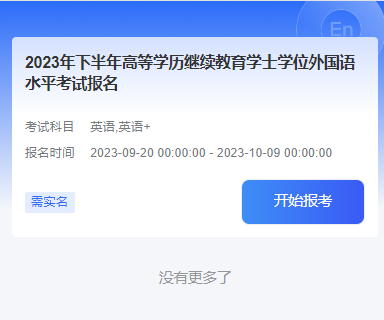 En
2023年下半年高等学历继续教育学士学位外国语
水平考试报名
考试科目 英语,英语+
报名时间 2023-09-20 00:00:00 - 2023-10-09 00:00:00
需实名
开始报考
没有更多了